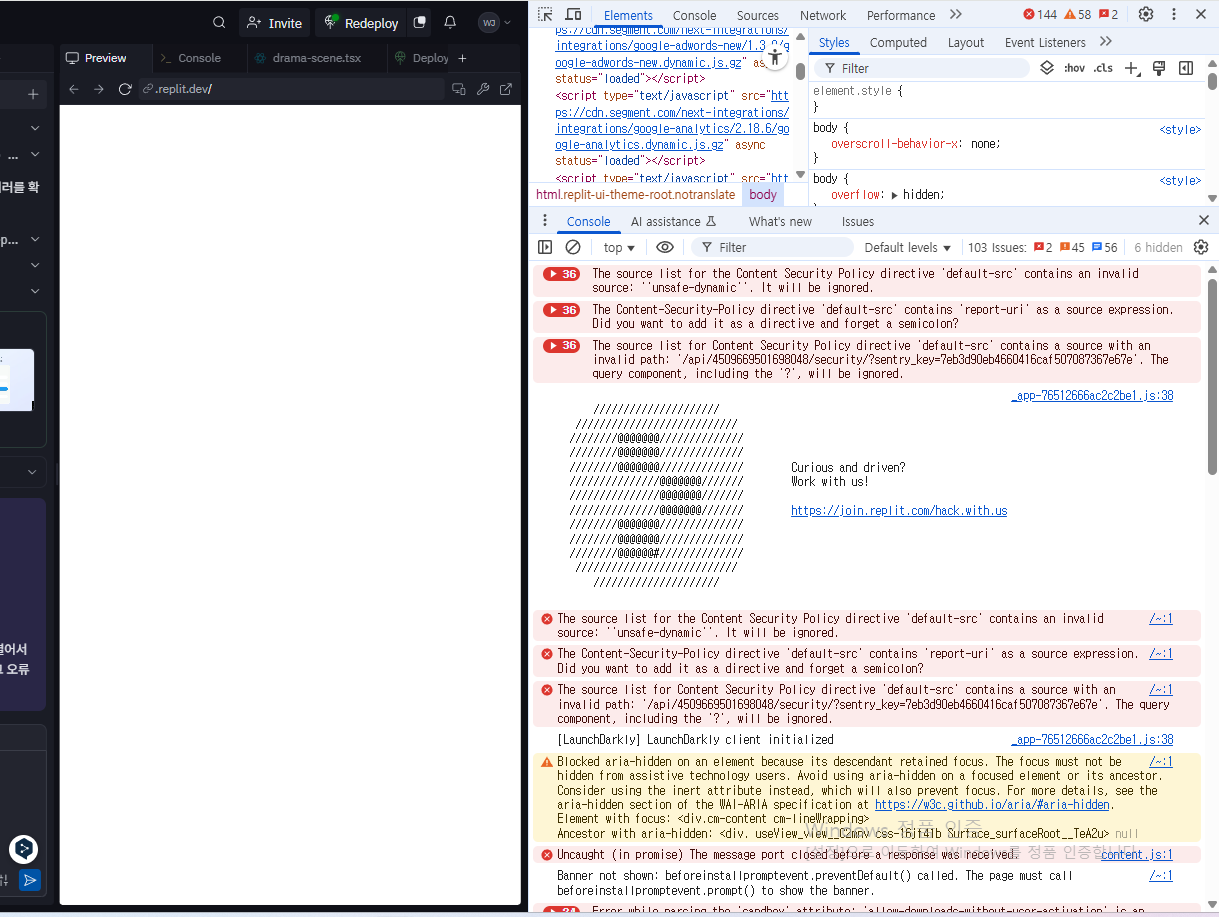 Invite
Redeploy
WJ
Preview
Console
drama-scene.tsx
Deploy
.replit.dev/
...
러를 확
p...
열어서
오류
Elements
Console
Sources
Network
Performance
144
58
2
ps://cdn.segment.com/next-integrations/
integrations/google-adwords-new/1.3.
oogle-adwords-new.dynamic.js.gz" as
status="loaded"></script>
<script type="text/javascript" src="htt
ps://cdn.segment.com/next-integrations/
integrations/google-analytics/2.18.6/go
ogle-analytics.dynamic.js.gz" async
status="loaded"></script>
<script type="text/javascript" src="htt
html.replit-ui-theme-root.notranslate
body
Styles
Computed
Layout
Event Listeners
Filter
:hov
.cls
element.style {
}
body {
<style>
overscroll-behavior-x: none;
}
body {
<style>
overflow: ▶ hidden;
Console
AI assistance
What's new
Issues
top
Filter
Default levels
103 Issues:
2
45
56
6 hidden
36
The source list for the Content Security Policy directive 'default-src' contains an invalid
source: ''unsafe-dynamic''. It will be ignored.
36
The Content-Security-Policy directive 'default-src' contains 'report-uri' as a source expression.
Did you want to add it as a directive and forget a semicolon?
36
The source list for Content Security Policy directive 'default-src' contains a source with an
invalid path: '/api/4509669501698048/security/?sentry_key=7eb3d90eb4660416caf507087367e67e'. The
query component, including the '?', will be ignored.
_app-76512666ac2c2be1.js:38
/////////////////////
///////////////////////////
////////@@@@@@@//////////////
////////@@@@@@@//////////////
////////@@@@@@@//////////////
Curious and driven?
///////////////@@@@@@@///////
Work with us!
///////////////@@@@@@@///////
///////////////@@@@@@@///////
https://join.replit.com/hack.with.us
////////@@@@@@@//////////////
////////@@@@@@@//////////////
////////@@@@@@#//////////////
///////////////////////////
/////////////////////
The source list for the Content Security Policy directive 'default-src' contains an invalid
/~:1
source: ''unsafe-dynamic''. It will be ignored.
The Content-Security-Policy directive 'default-src' contains 'report-uri' as a source expression.
/~:1
Did you want to add it as a directive and forget a semicolon?
The source list for Content Security Policy directive 'default-src' contains a source with an
/~:1
invalid path: '/api/4509669501698048/security/?sentry_key=7eb3d90eb4660416caf507087367e67e'. The query
component, including the '?', will be ignored.
[LaunchDarkly] LaunchDarkly client initialized
_app-76512666ac2c2be1.js:38
Blocked aria-hidden on an element because its descendant retained focus. The focus must not be
/~:1
hidden from assistive technology users. Avoid using aria-hidden on a focused element or its ancestor.
Consider using the inert attribute instead, which will also prevent focus. For more details, see the
aria-hidden section of the WAI-ARIA specification at https://w3c.github.io/aria/#aria-hidden.
Element with focus: <div.cm-content cm-lineWrapping>
Windows 정품 인증
Ancestor with aria-hidden: <div. Surface_surfaceRoot__TeA2u> null
[설정]으로 이동하여 Windows를 정품 인증합니다.
Uncaught (in promise) The message port closed before a response was received.
content.js:1
Banner not shown: beforeinstallpromptevent.preventDefault() called. The page must call
/~:1
beforeinstallpromptevent.prompt() to show the banner.
Error while parsing the 'sandbox' attribute: 'allow-downloads-without-user-activation' is an